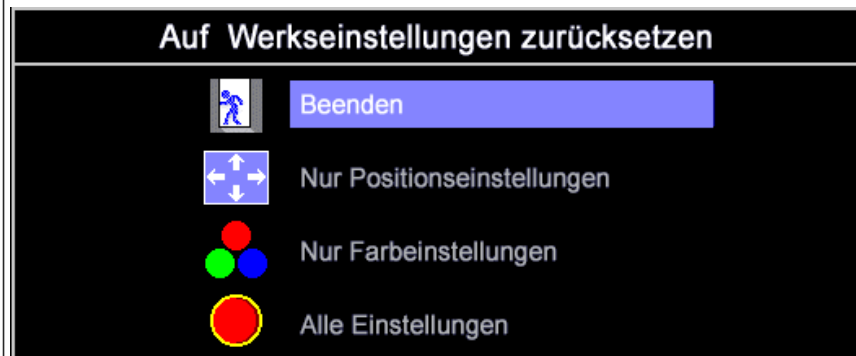 Auf Werkseinstellungen zurücksetzen
Beenden
Nur Positionseinstellungen
Nur Farbeinstellungen
Alle Einstellungen